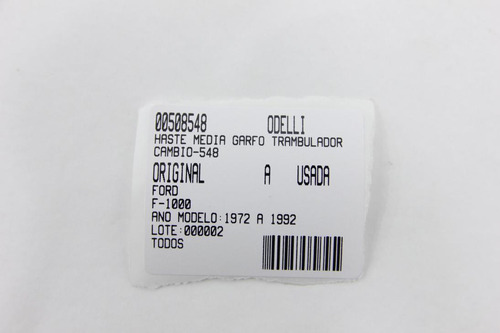 00508548 ODELLI
HASTE MEDIA GARFO TRAMBULADOR
CAMBIO-548
ORIGINAL A USADA
FORD
F-1000
ANO MODELO:1972 A 1992
LOTE:000002
TODOS